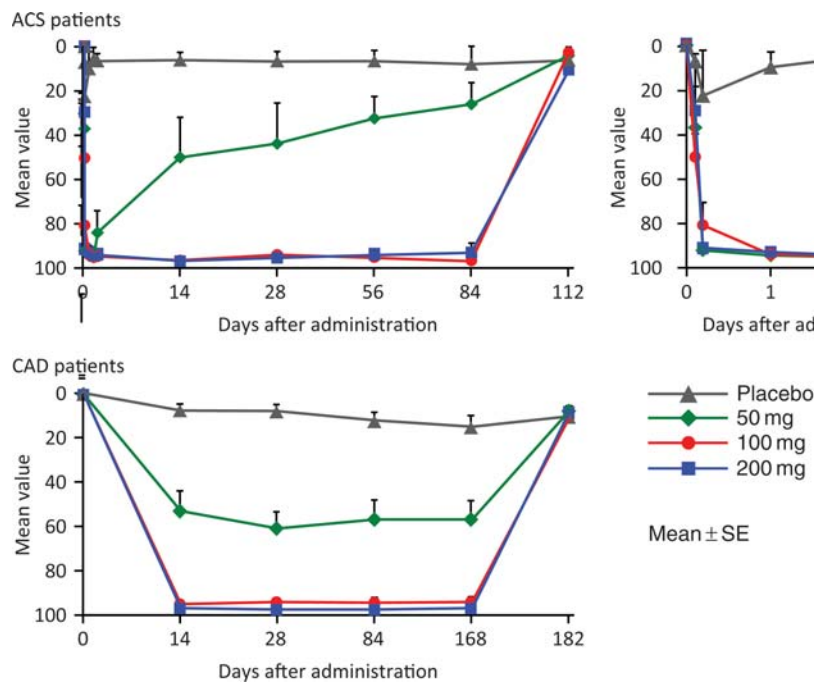 ACS patients
0
20
40
60
80
100
Mean value
0 14 28 56 84 112
Days after administration
0
20
40
60
80
100
Mean value
0 1
Days after ad
CAD patients
0
20
40
60
80
100
Mean value
0 14 28 84 168 182
Days after administration
Placebo
50 mg
100 mg
200 mg
Mean ± SE